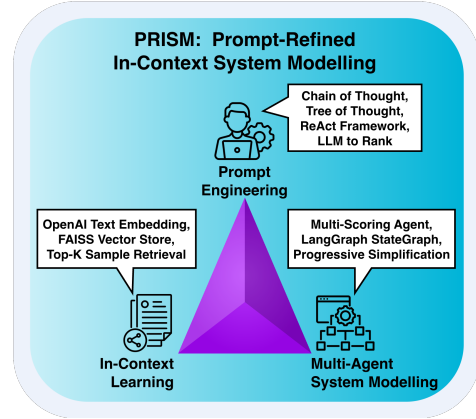 PRISM: Prompt-Refined
In-Context System Modelling
Chain of Thought,
Tree of Thought,
ReAct Framework,
LLM to Rank
Prompt
Engineering
OpenAI Text Embedding,
FAISS Vector Store,
Top-K Sample Retrieval
Multi-Scoring Agent,
LangGraph StateGraph,
Progressive Simplification
In-Context
Learning
Multi-Agent
System Modelling